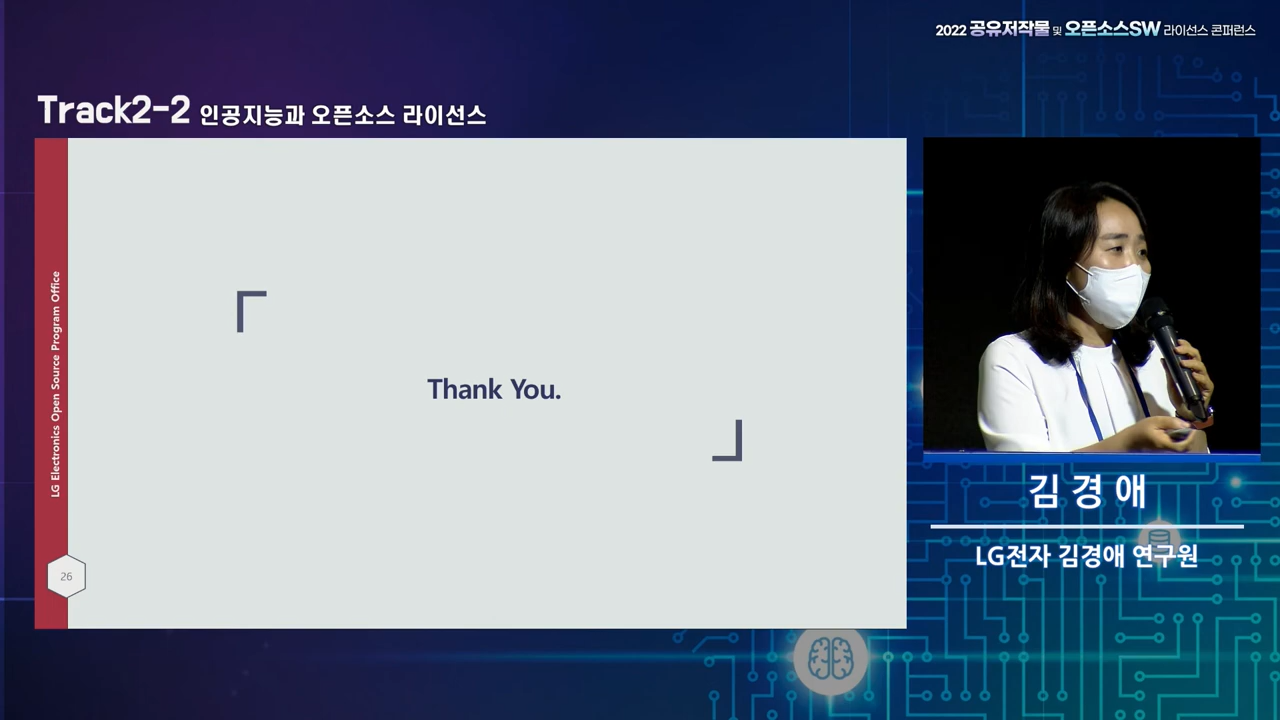 2022 공유저작물 및 오픈소스SW 라이선스 콘퍼런스
Track2-2 인공지능과 오픈소스 라이선스
LG Electronics Open Source Program Office
Thank You.
26
김경애
LG전자 김경애 연구원